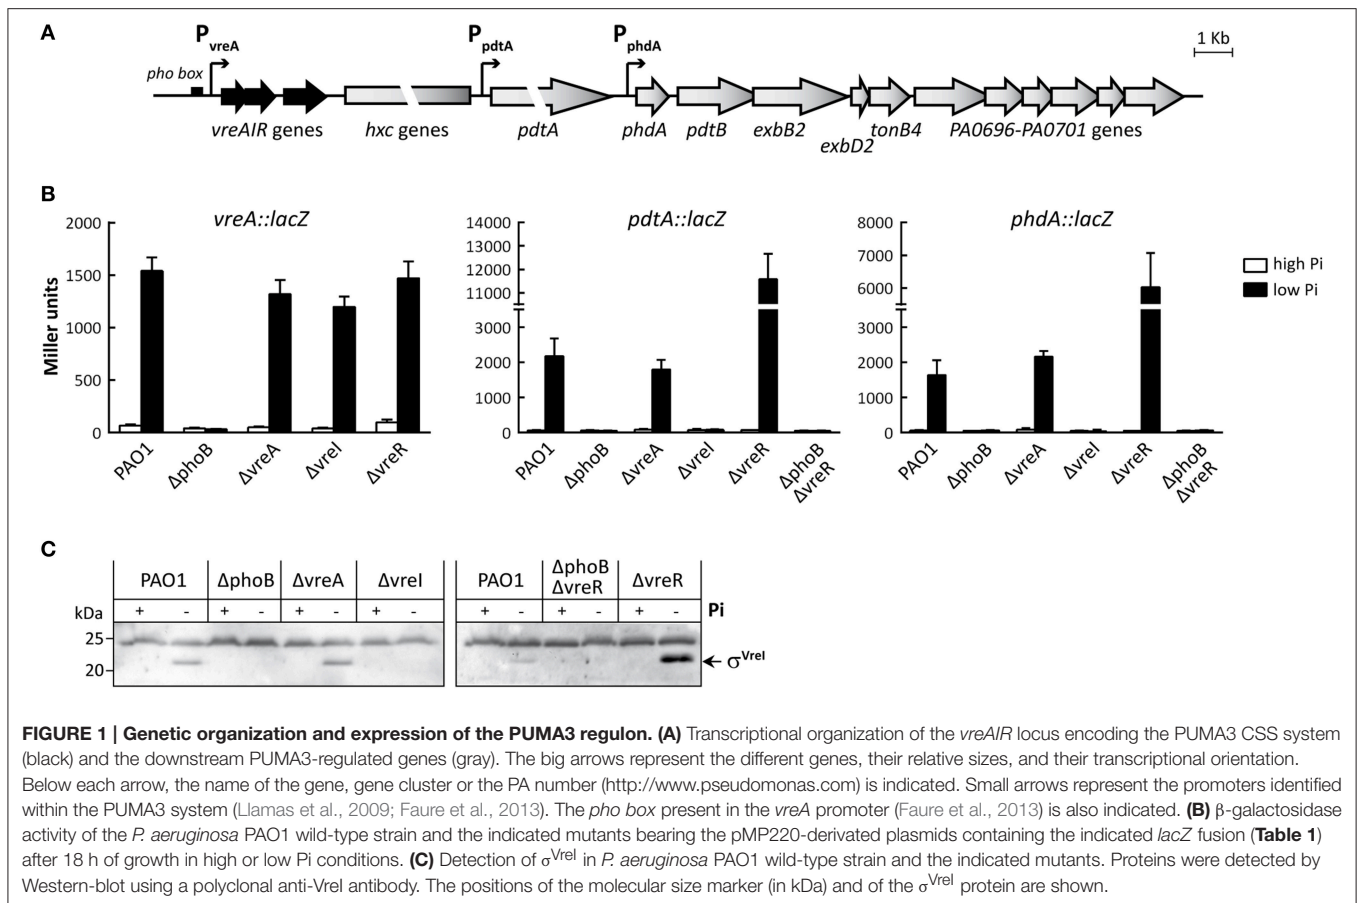 A
P vreA
P pdtA
P phdA
1 Kb
pho box
vreAIR genes
hxc genes
pdtA
phdA
pdtB
exbB2
exbD2
tonB4
PA0696-PA0701 genes
B
vreA::lacZ
pdtA::lacZ
phdA::lacZ
Miller units
2000
1500
1000
500
0
PAO1
ΔphoB
ΔvreA
ΔvreI
ΔvreR
14000
13000
12000
11000
3000
2000
1000
0
PAO1
ΔphoB
ΔvreA
ΔvreI
ΔvreR
ΔphoB
ΔvreR
8000
7000
6000
3000
2000
1000
0
PAO1
ΔphoB
ΔvreA
ΔvreI
ΔvreR
ΔphoB
ΔvreR
high Pi
low Pi
C
PAO1 ΔphoB ΔvreA ΔvreI
PAO1 ΔphoB ΔvreR ΔvreR
kDa + - + - + - + -
+ - + - + - Pi
25
20
σVreI
FIGURE 1 | Genetic organization and expression of the PUMA3 regulon. (A) Transcriptional organization of the vreAIR locus encoding the PUMA3 CSS system
(black) and the downstream PUMA3-regulated genes (gray). The big arrows represent the different genes, their relative sizes, and their transcriptional orientation.
Below each arrow, the name of the gene, gene cluster or the PA number (http://www.pseudomonas.com) is indicated. Small arrows represent the promoters identified
within the PUMA3 system (Llamas et al., 2009; Faure et al., 2013). The pho box present in the vreA promoter (Faure et al., 2013) is also indicated. (B) β-galactosidase
activity of the P. aeruginosa PAO1 wild-type strain and the indicated mutants bearing the pMP220-derivated plasmids containing the indicated lacZ fusion (Table 1)
after 18 h of growth in high or low Pi conditions. (C) Detection of σVreI in P. aeruginosa PAO1 wild-type strain and the indicated mutants. Proteins were detected by
Western-blot using a polyclonal anti-VreI antibody. The positions of the molecular size marker (in kDa) and of the σVreI protein are shown.